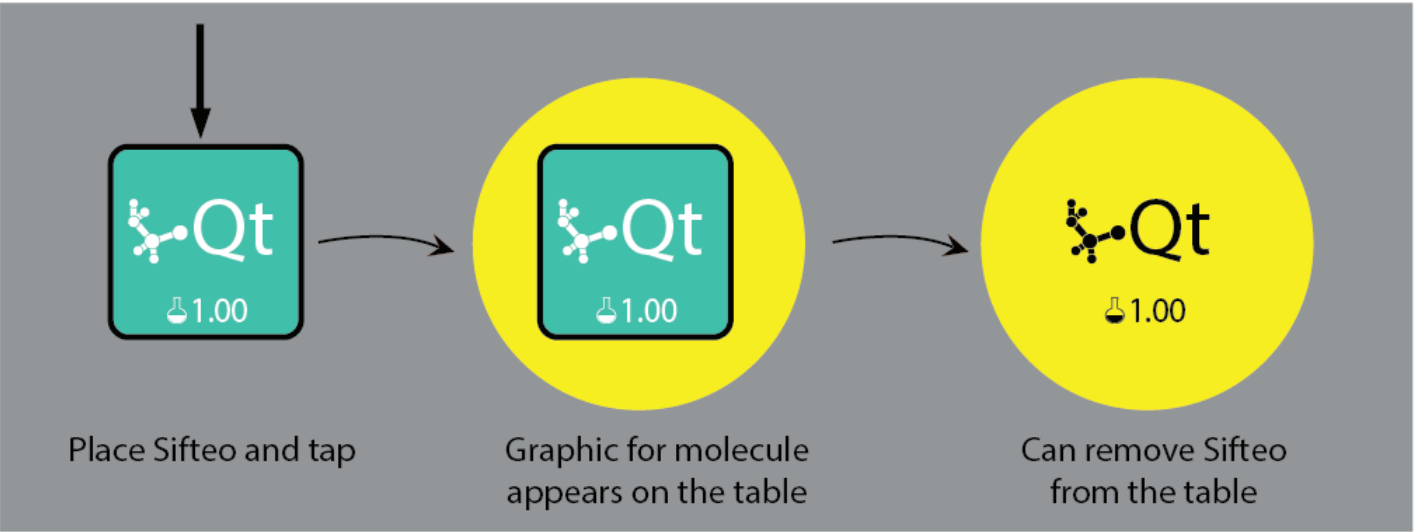 Qt
1.00
Qt
1.00
Qt
1.00
Place Sifteo and tap
Graphic for molecule
appears on the table
Can remove Sifteo
from the table